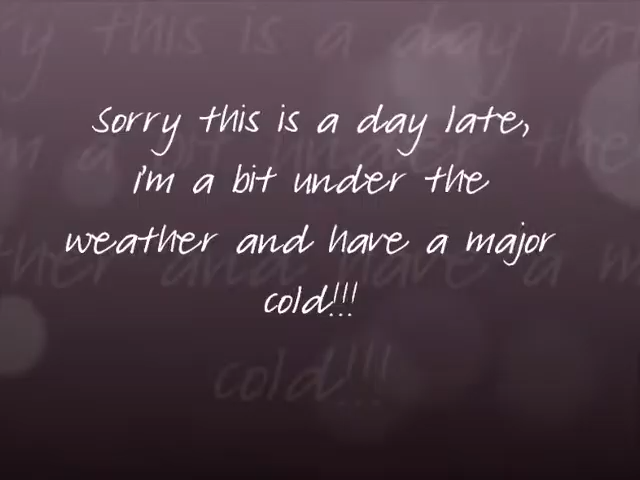 Sorry this is a day late,
i'm a bit under the
weather and have a major
cold!!!